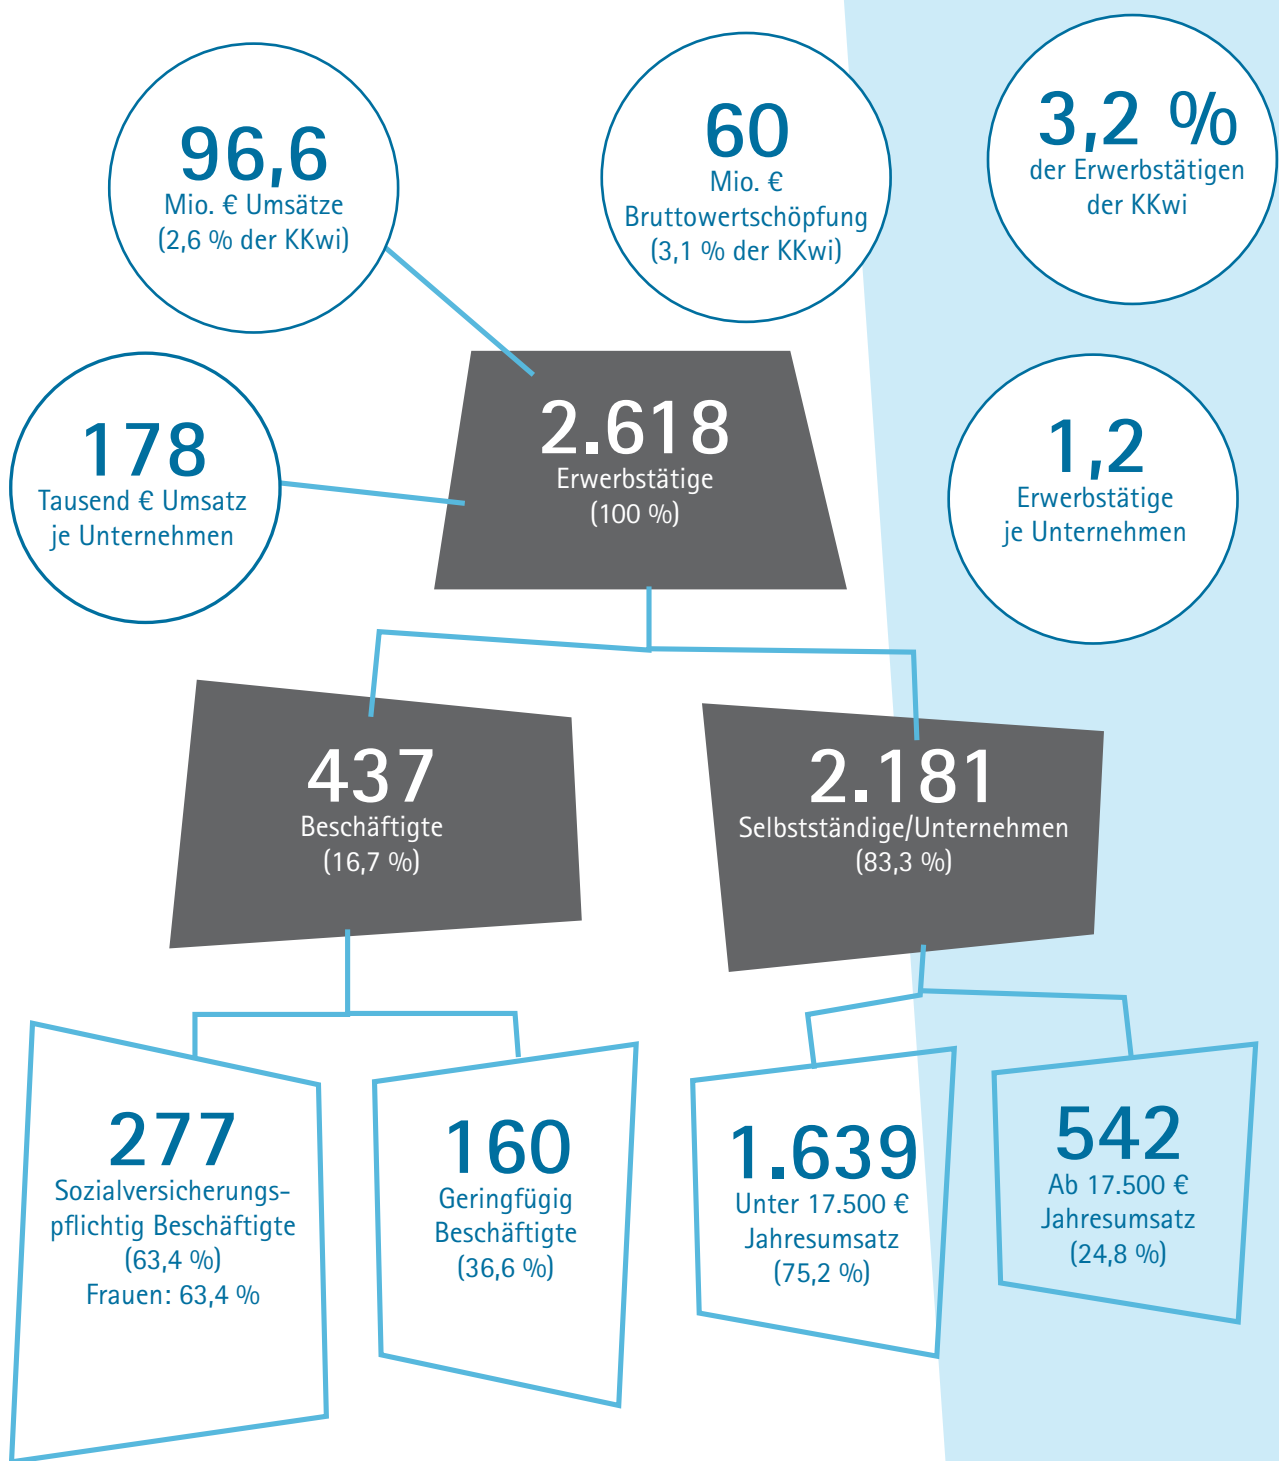 96,6
Mio. € Umsätze
(2,6 % der KKwi)
60
Mio. €
Bruttowertschöpfung
(3,1 % der KKwi)
3,2 %
der Erwerbstätigen
der KKwi
178
Tausend € Umsatz
je Unternehmen
2.618
Erwerbstätige
(100 %)
1,2
Erwerbstätige
je Unternehmen
437
Beschäftigte
(16,7 %)
2.181
Selbstständige/Unternehmen
(83,3 %)
277
Sozialversicherungs-
pflichtig Beschäftigte
(63,4 %)
Frauen: 63,4 %
160
Geringfügig
Beschäftigte
(36,6 %)
1.639
Unter 17.500 €
Jahresumsatz
(75,2 %)
542
Ab 17.500 €
Jahresumsatz
(24,8 %)